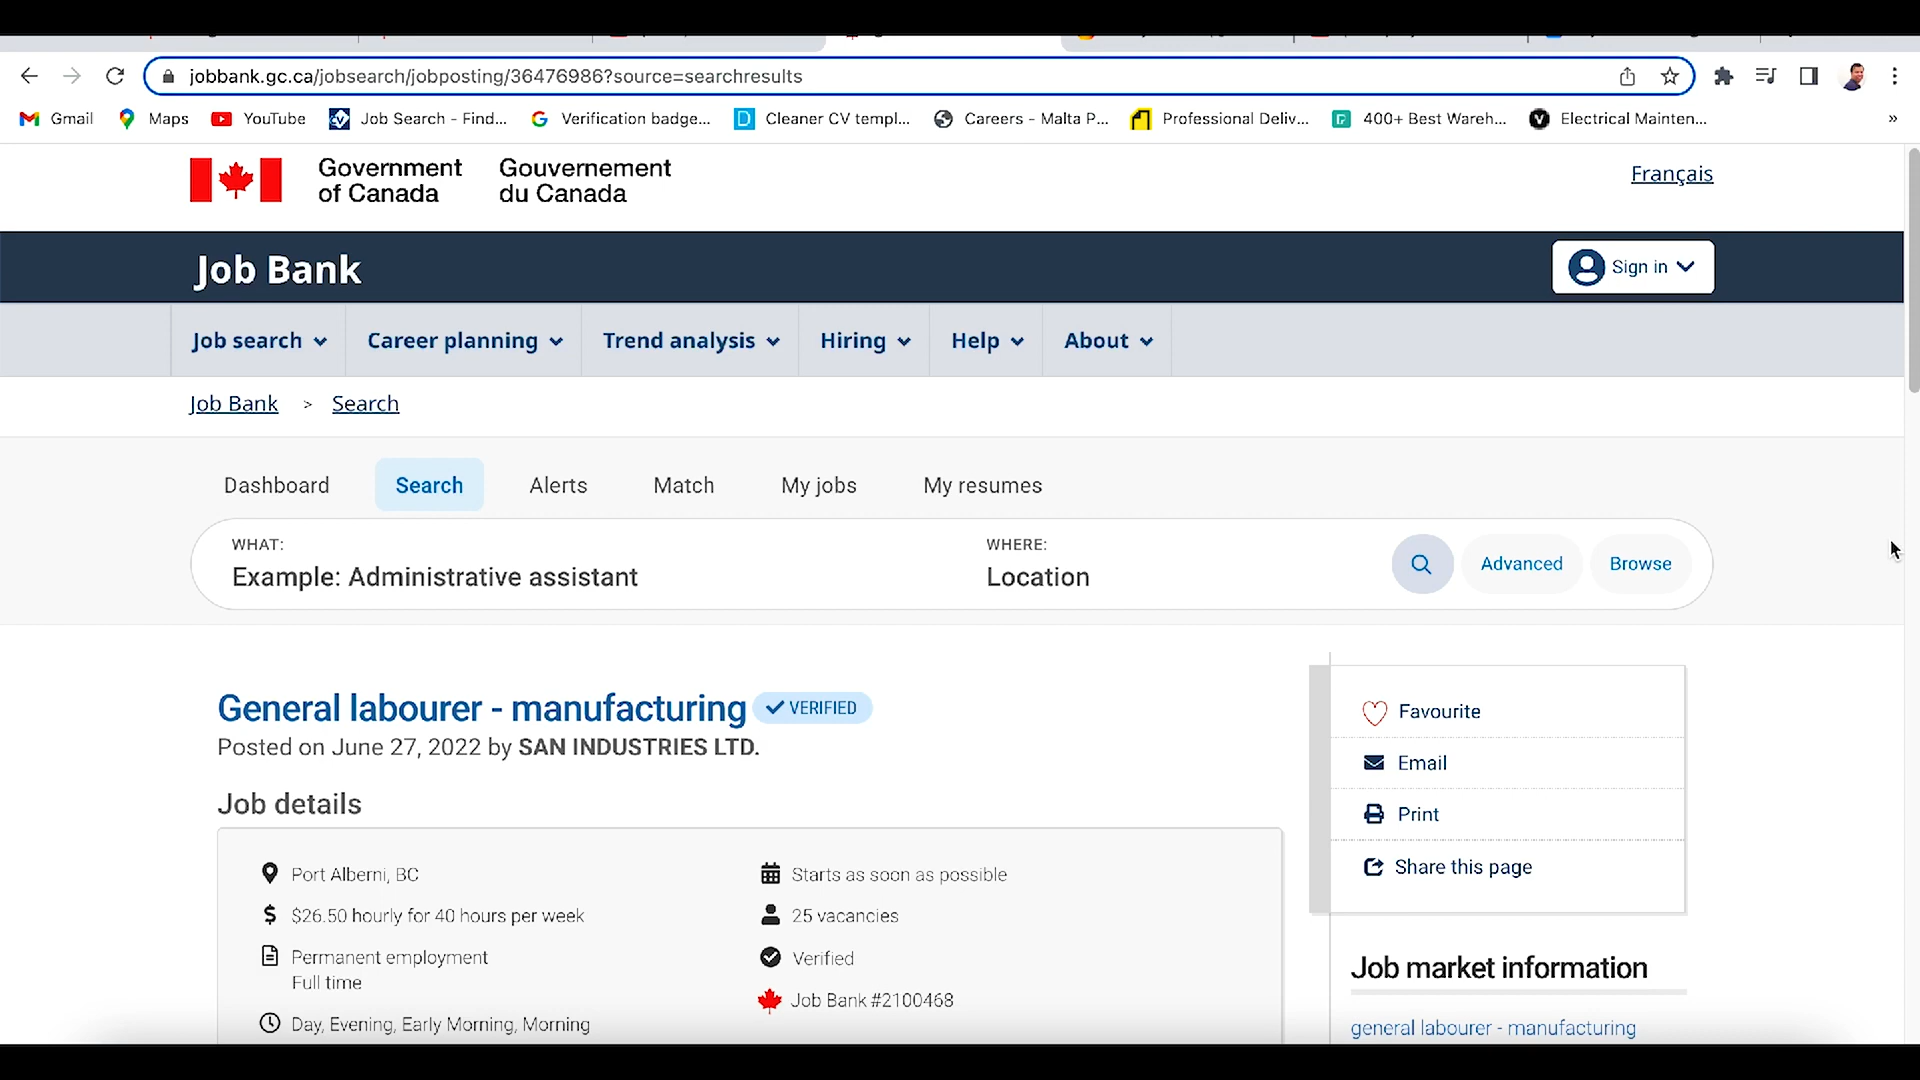 jobbank.gc.ca/jobsearch/jobposting/36476986?source=searchresults
Gmail Maps YouTube Job Search - Find... Verification badge... Cleaner CV templ... Careers - Malta P... Professional Deliv... 400+ Best Wareh... Electrical Mainten... »
Government Gouvernement
of Canada du Canada
Français
Job Bank
Sign in
Job search Career planning Trend analysis Hiring Help About
Job Bank > Search
Dashboard Search Alerts Match My jobs My resumes
WHAT: WHERE:
Example: Administrative assistant Location Advanced Browse
General labourer - manufacturing VERIFIED
Posted on June 27, 2022 by SAN INDUSTRIES LTD.
Job details
Port Alberni, BC
$26.50 hourly for 40 hours per week
Permanent employment
Full time
Day, Evening, Early Morning, Morning
Starts as soon as possible
25 vacancies
Verified
Job Bank #2100468
Favourite
Email
Print
Share this page
Job market information
general labourer - manufacturing